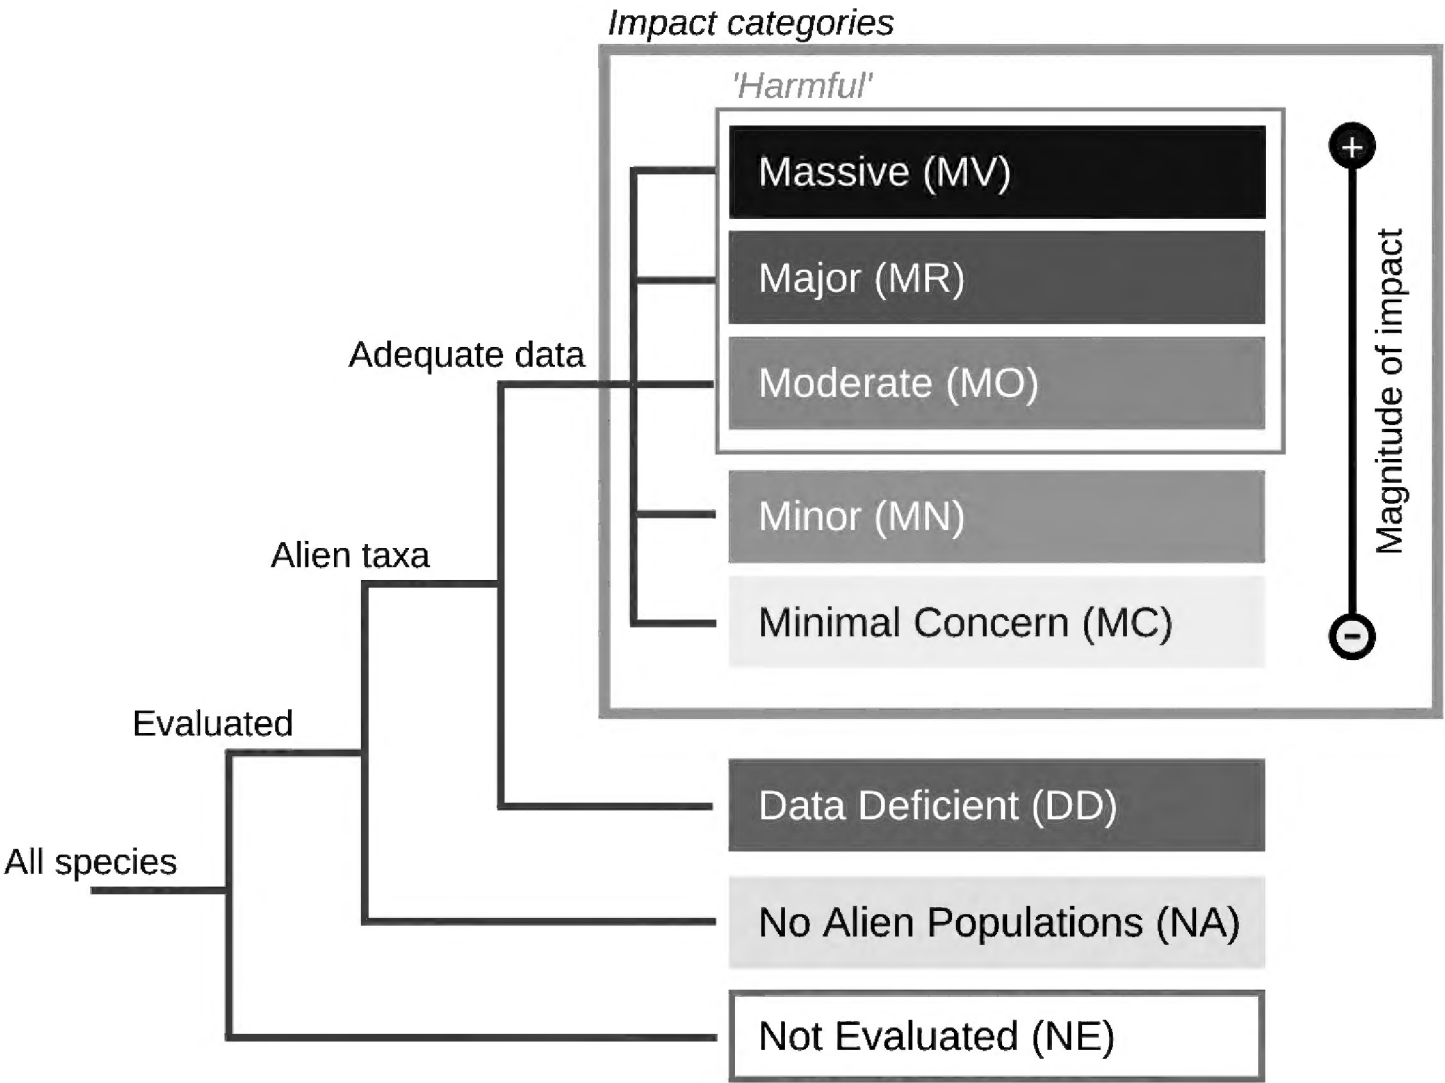 Impact categories
'Harmful'
Massive (MV)
+
Major (MR)
Adequate data
Moderate (MO)
Magnitude of impact
Alien taxa
Minor (MN)
Minimal Concern (MC)
-
Evaluated
Data Deficient (DD)
All species
No Alien Populations (NA)
Not Evaluated (NE)